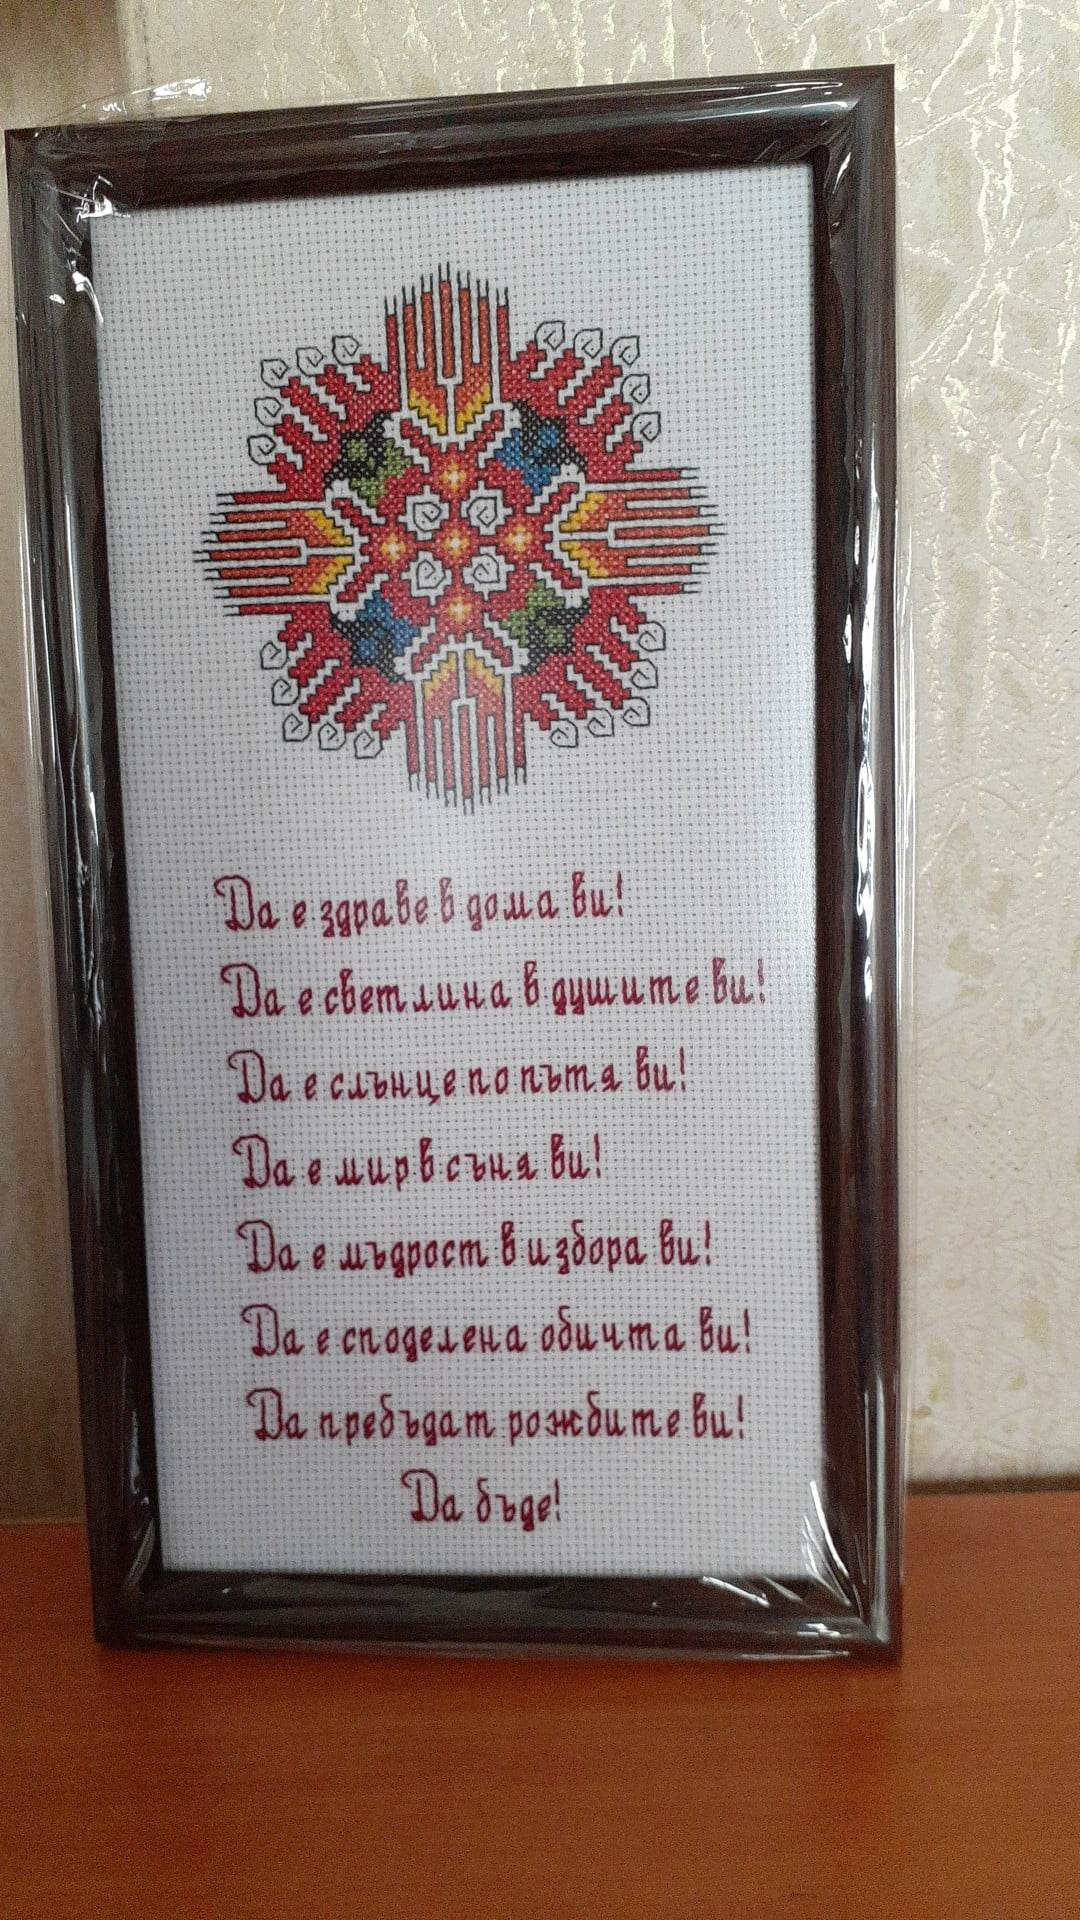 Да е здраве в дома ви!
Да е светлина в душите ви!
Да е слънце по пътя ви!
Да е мир в съня ви!
Да е мъдрост в избора ви!
Да е споделена обичта ви!
Да пребъдат рожбите ви!
Да бъде!